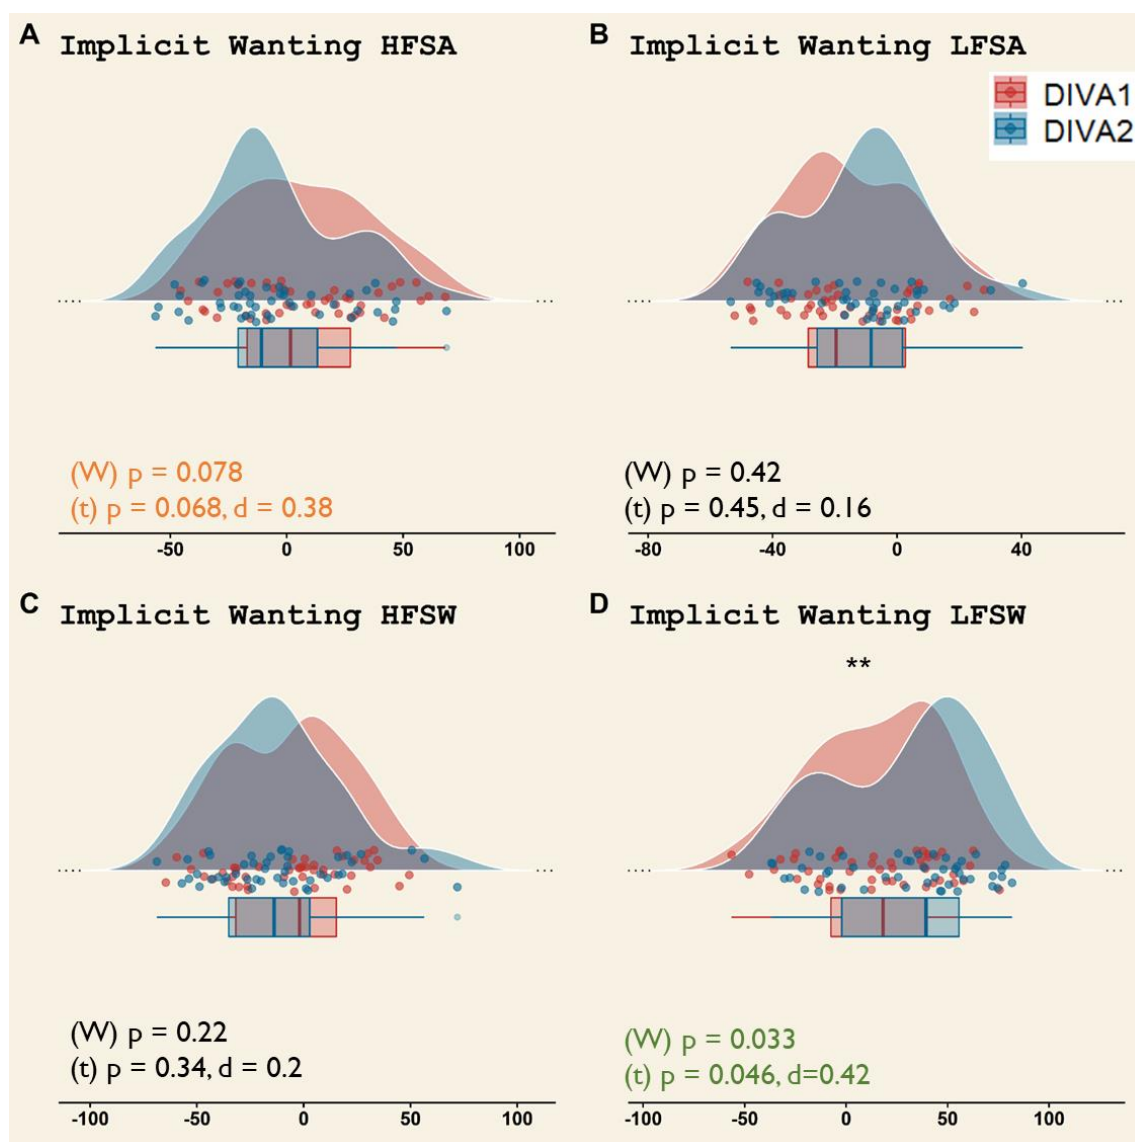 A Implicit Wanting HFSA
B Implicit Wanting LFSA
DIVA1
DIVA2
(W) p = 0.078
(t) p = 0.068, d = 0.38
-50 0 50 100
(W) p = 0.42
(t) p = 0.45, d = 0.16
-80 -40 0 40
C Implicit Wanting HFSW
D Implicit Wanting LFSW
**
(W) p = 0.22
(t) p = 0.34, d = 0.2
-100 -50 0 50 100
(W) p = 0.033
(t) p = 0.046, d=0.42
-100 -50 0 50 100